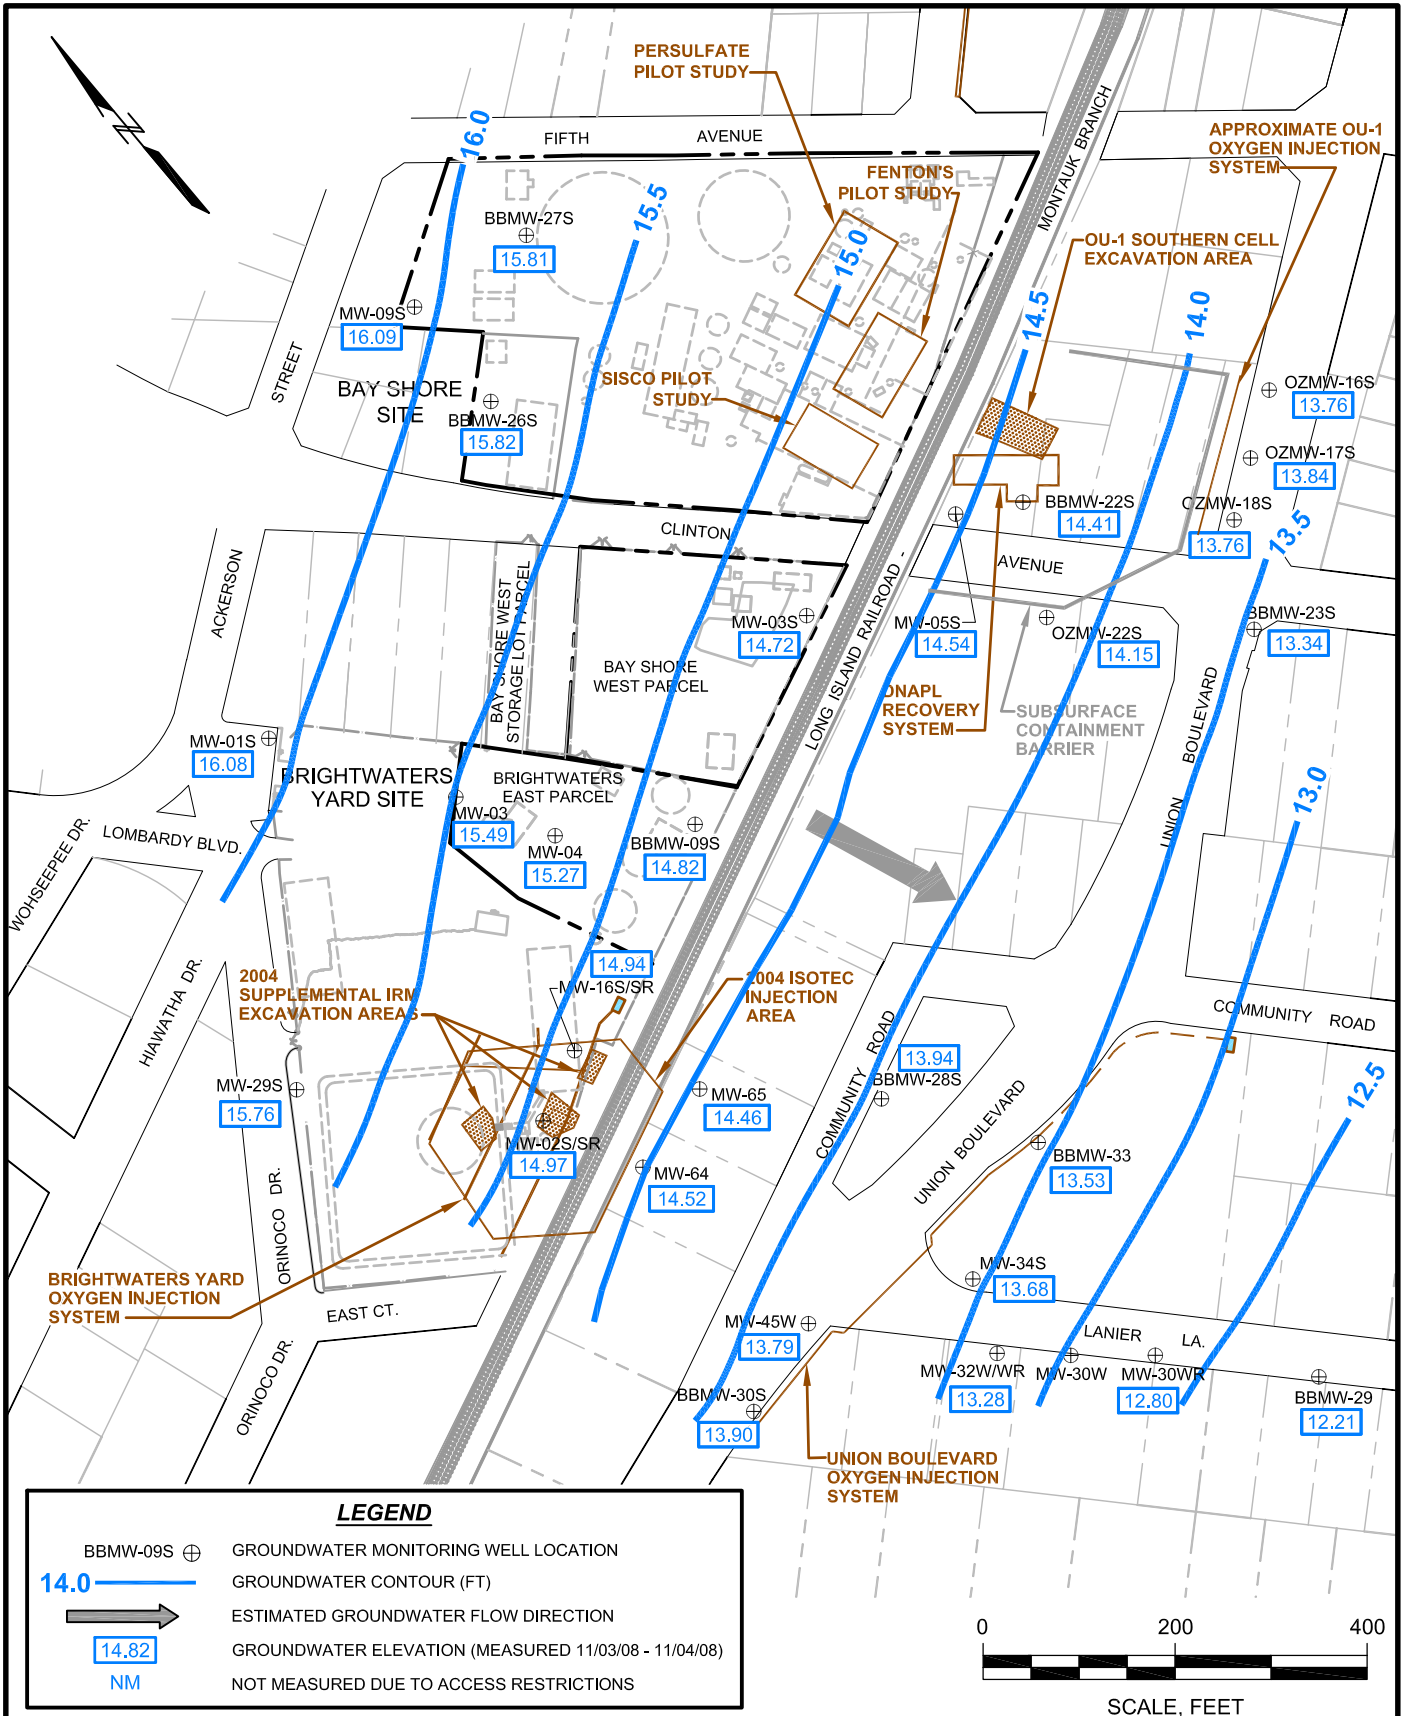 PERSULFATE
PILOT STUDY
16.0
FIFTH AVENUE
MONTAUK BRANCH
APPROXIMATE OU-1
OXYGEN INJECTION
SYSTEM
N
FENTON'S
PILOT STUDY
15.5
BBMW-27S
15.81
15.0
OU-1 SOUTHERN CELL
EXCAVATION AREA
MW-09S
16.09
14.5
14.0
STREET
BAY SHORE
SITE
SISCO PILOT
STUDY
OZMW-16S
13.76
BBMW-26S
15.82
OZMW-17S
13.84
BBMW-22S
14.41
OZMW-18S
13.76
13.5
CLINTON
AVENUE
ACKERSON
BAY SHORE WEST
STORAGE LOT PARCEL
MW-03S
14.72
LONG ISLAND RAILROAD -
MW-05S
14.54
OZMW-22S
14.15
BBMW-23S
13.34
BAY SHORE
WEST PARCEL
DNAPL
RECOVERY
SYSTEM
SUBSURFACE
CONTAINMENT
BARRIER
UNION BOULEVARD
MW-01S
16.08
BRIGHTWATERS
YARD SITE
BRIGHTWATERS
EAST PARCEL
13.0
MW-03
15.49
MW-04
15.27
BBMW-09S
14.82
LOMBARDY BLVD.
WOHSEEPEE DR.
HIAWATHA DR.
14.94
MW-16S/SR
2004
SUPPLEMENTAL IRM
EXCAVATION AREAS
2004 ISOTEC
INJECTION
AREA
COMMUNITY ROAD
COMMUNITY ROAD
13.94
BBMW-28S
UNION BOULEVARD
12.5
MW-29S
15.76
MW-65
14.46
MW-02S/SR
14.97
BBMW-33
13.53
MW-64
14.52
ORINOCO DR.
BRIGHTWATERS YARD
OXYGEN INJECTION
SYSTEM
MW-34S
13.68
EAST CT.
MW-45W
13.79
LANIER LA.
ORINOCO DR.
MW-32W/WR
13.28
MW-30W
MW-30WR
12.80
BBMW-29
12.21
BBMW-30S
13.90
UNION BOULEVARD
OXYGEN INJECTION
SYSTEM
LEGEND
BBMW-09S GROUNDWATER MONITORING WELL LOCATION
14.0 GROUNDWATER CONTOUR (FT)
ESTIMATED GROUNDWATER FLOW DIRECTION
14.82 GROUNDWATER ELEVATION (MEASURED 11/03/08 - 11/04/08)
NM NOT MEASURED DUE TO ACCESS RESTRICTIONS
0 200 400
SCALE, FEET